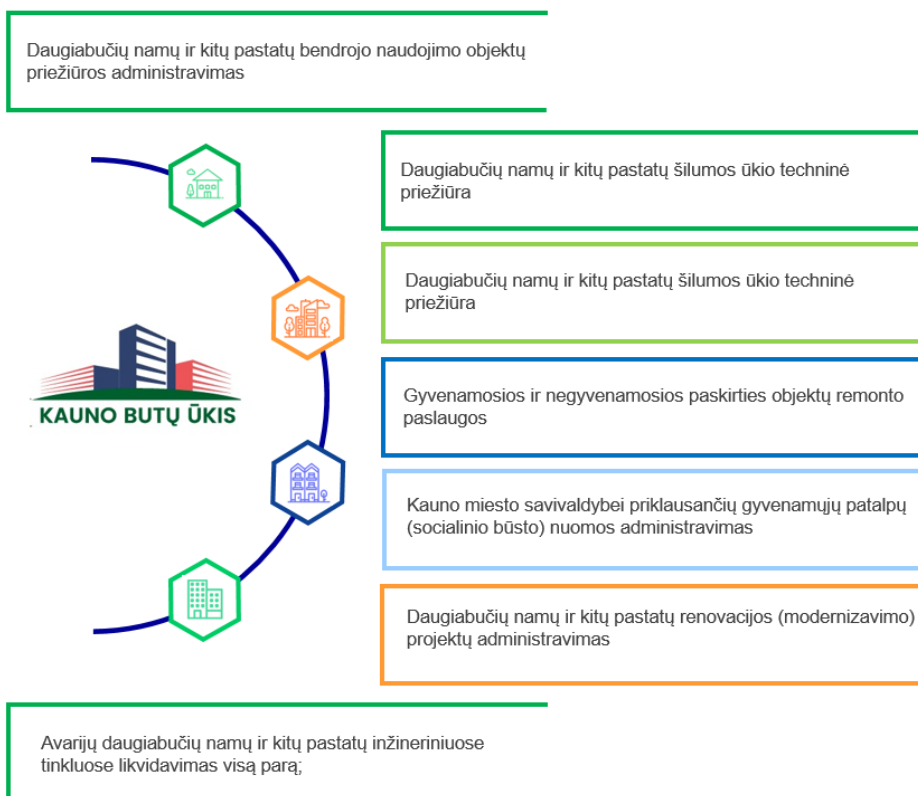 Daugiabučių namų ir kitų pastatų bendrojo naudojimo objektų
priežiūros administravimas
Daugiabučių namų ir kitų pastatų šilumos ūkio techninė
priežiūra
Daugiabučių namų ir kitų pastatų šilumos ūkio techninė
priežiūra
KAUNO BUTŲ ŪKIS
Gyvenamosios ir negyvenamosios paskirties objektų remonto
paslaugos
Kauno miesto savivaldybei priklausančių gyvenamųjų patalpų
(socialinio būsto) nuomos administravimas
Daugiabučių namų ir kitų pastatų renovacijos (modernizavimo)
projektų administravimas
Avarijų daugiabučių namų ir kitų pastatų inžineriniuose
tinkluose likvidavimas visą parą;